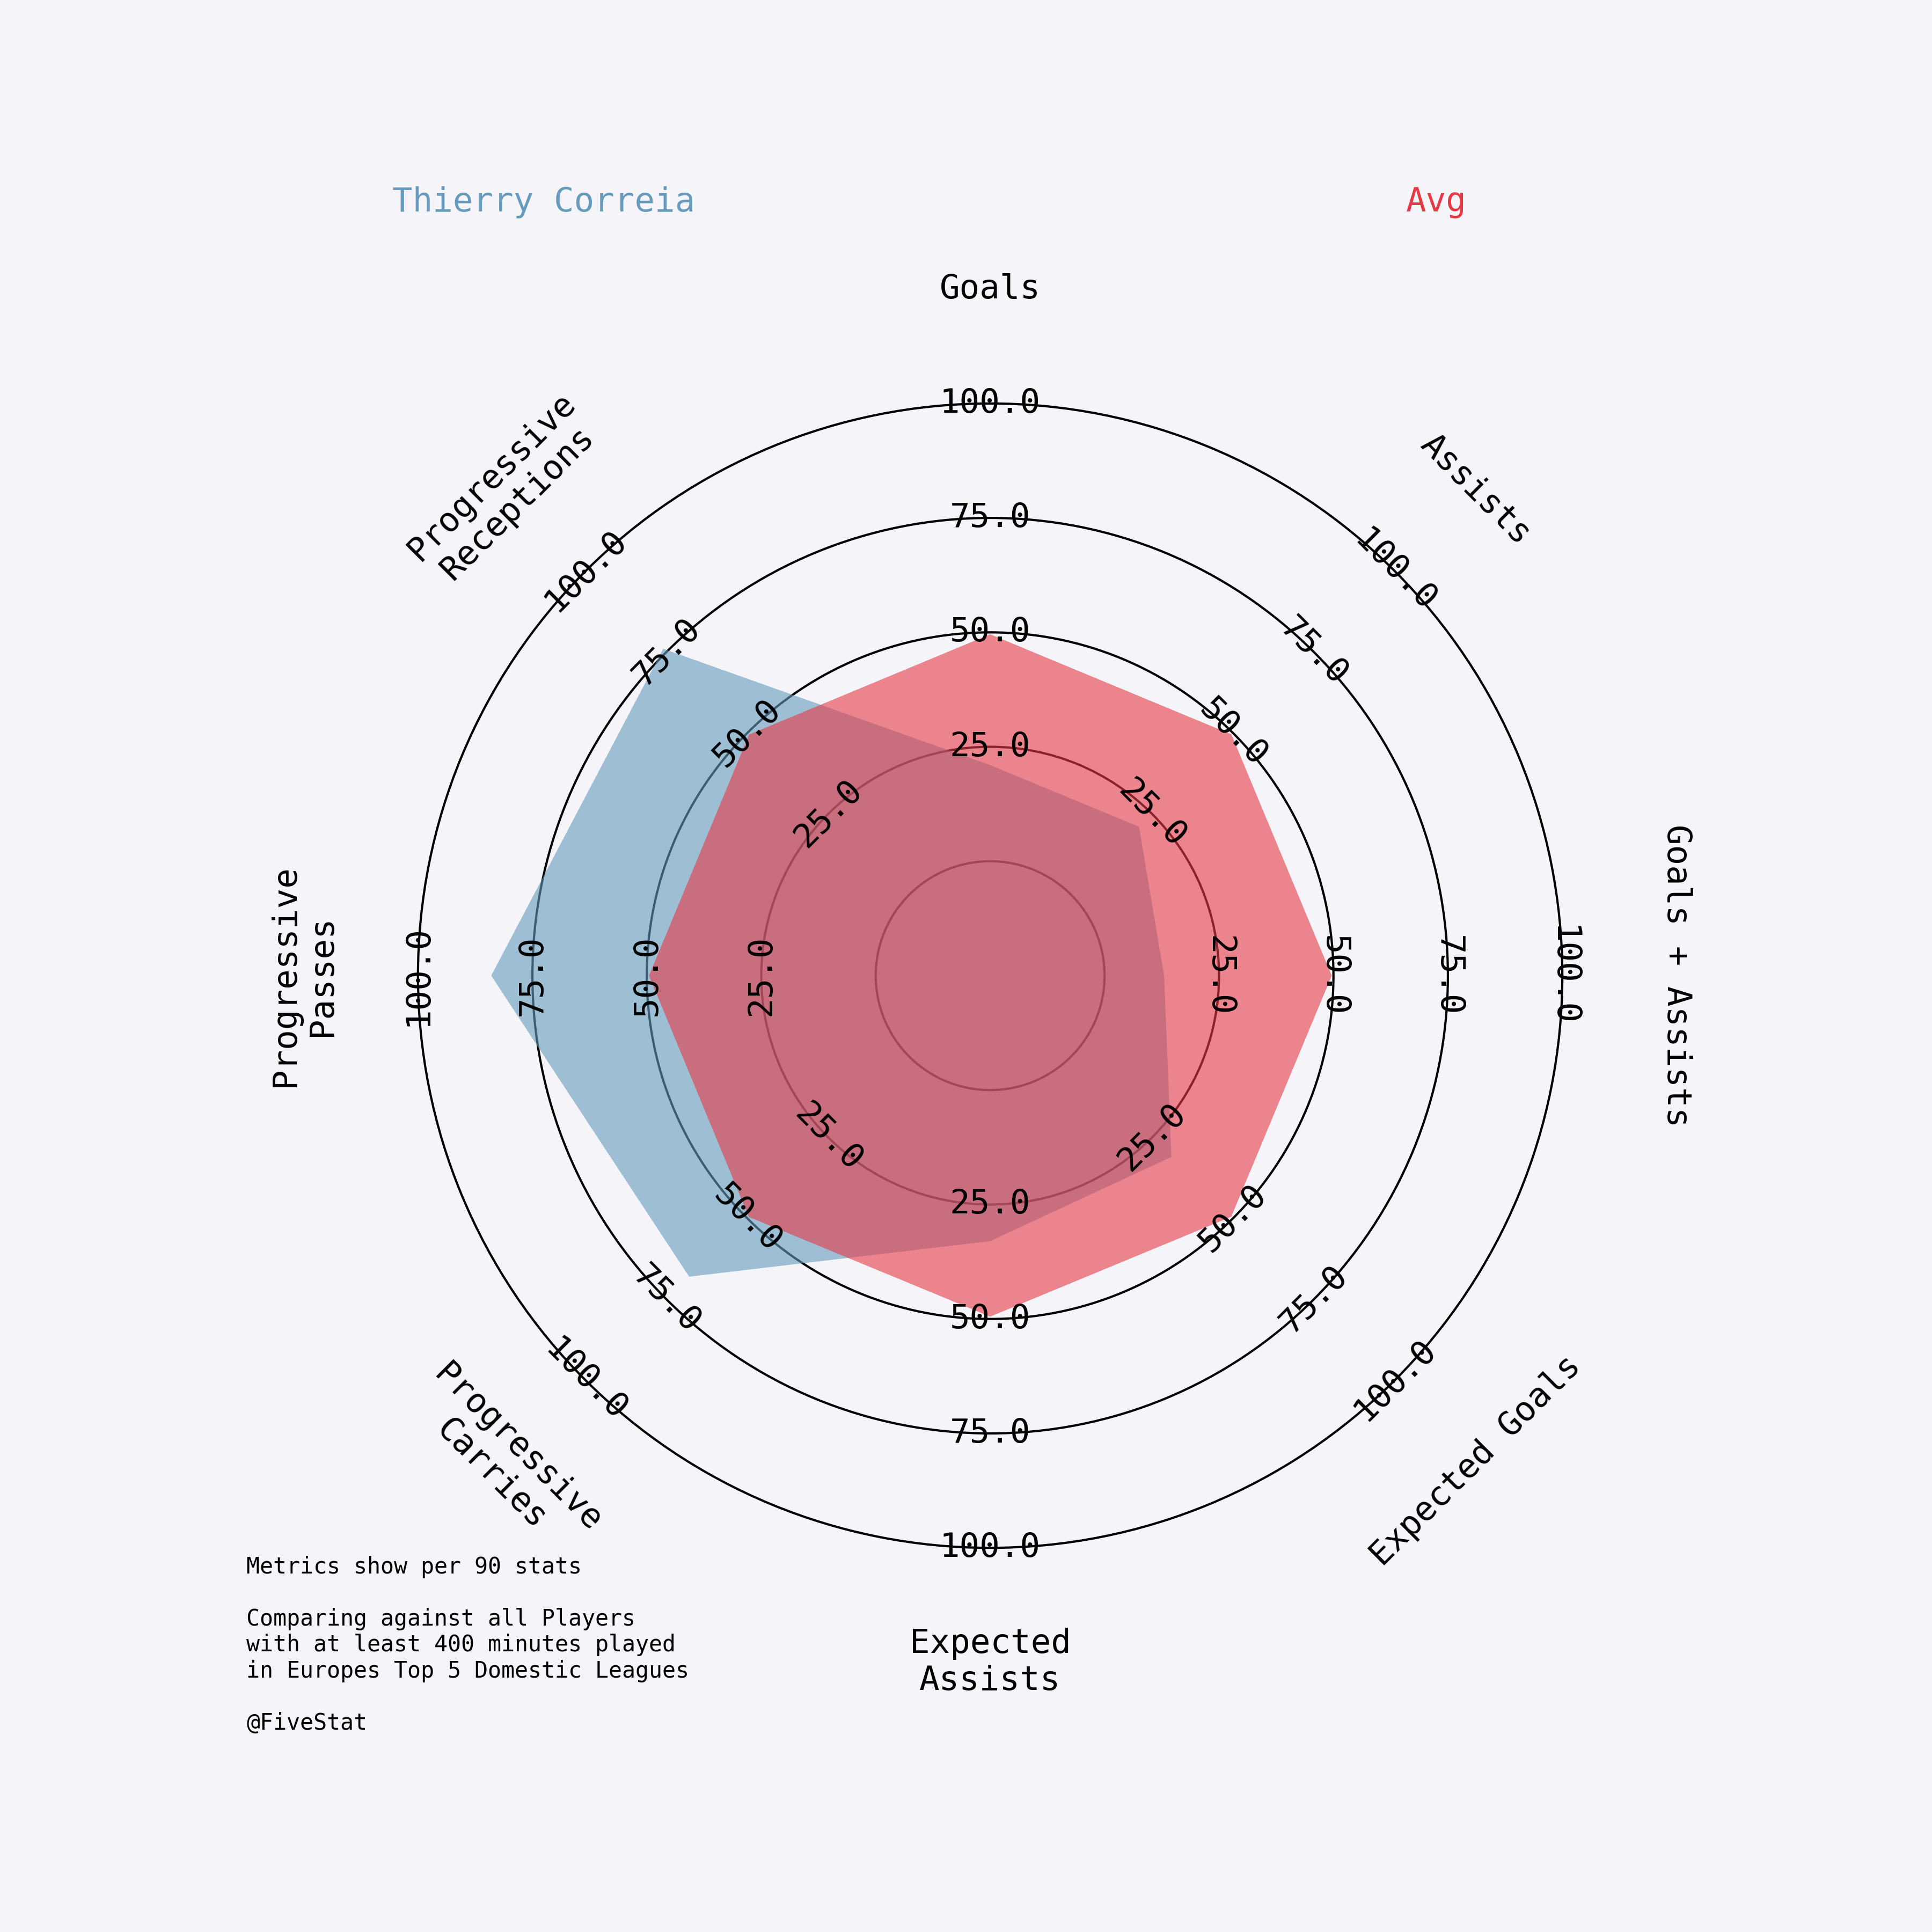 Thierry Correia
Avg
Goals
Assists
Goals + Assists
Expected Goals
Expected
Assists
Progressive
Carries
Progressive
Passes
Progressive
Receptions
25.0
50.0
75.0
100.0
25.0
50.0
75.0
100.0
25.0
50.0
75.0
100.0
25.0
50.0
75.0
100.0
25.0
50.0
75.0
100.0
25.0
50.0
75.0
100.0
25.0
50.0
75.0
100.0
25.0
50.0
75.0
100.0
Metrics show per 90 stats
Comparing against all Players
with at least 400 minutes played
in Europes Top 5 Domestic Leagues
@FiveStat